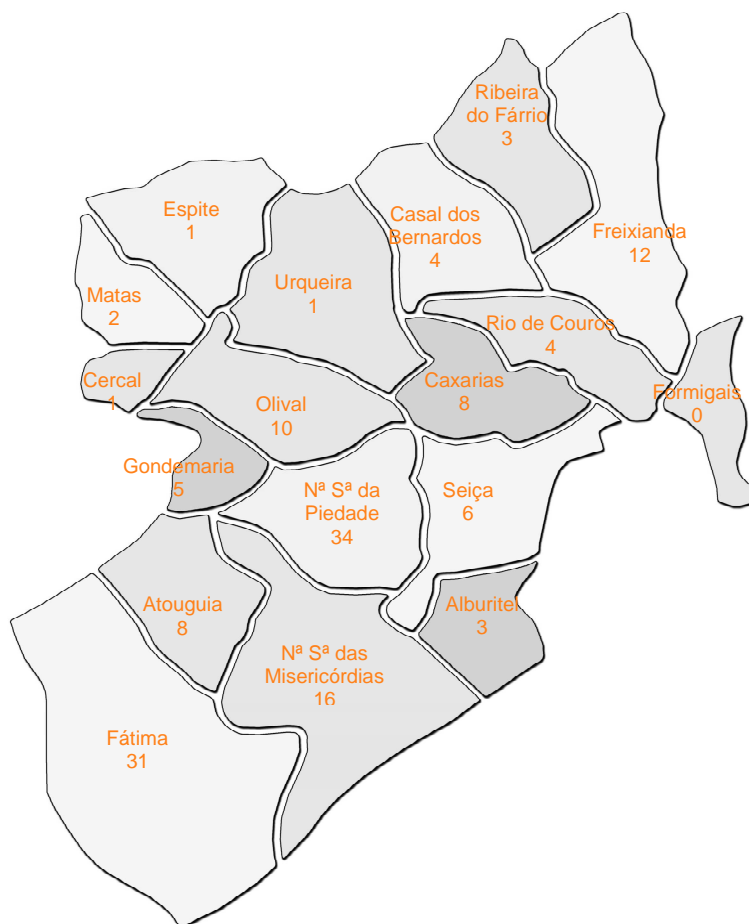 Ribeira
do Fárrio
3
Espite
1
Casal dos
Bernardos
4
Freixianda
12
Matas
2
Urqueira
1
Rio de Couros
4
Cercal
1
Olival
10
Caxarias
8
Formigais
0
Gondemaria
5
Nª Sª da
Piedade
34
Seiça
6
Atouguia
8
Alburitel
3
Nª Sª das
Misericórdias
16
Fátima
31